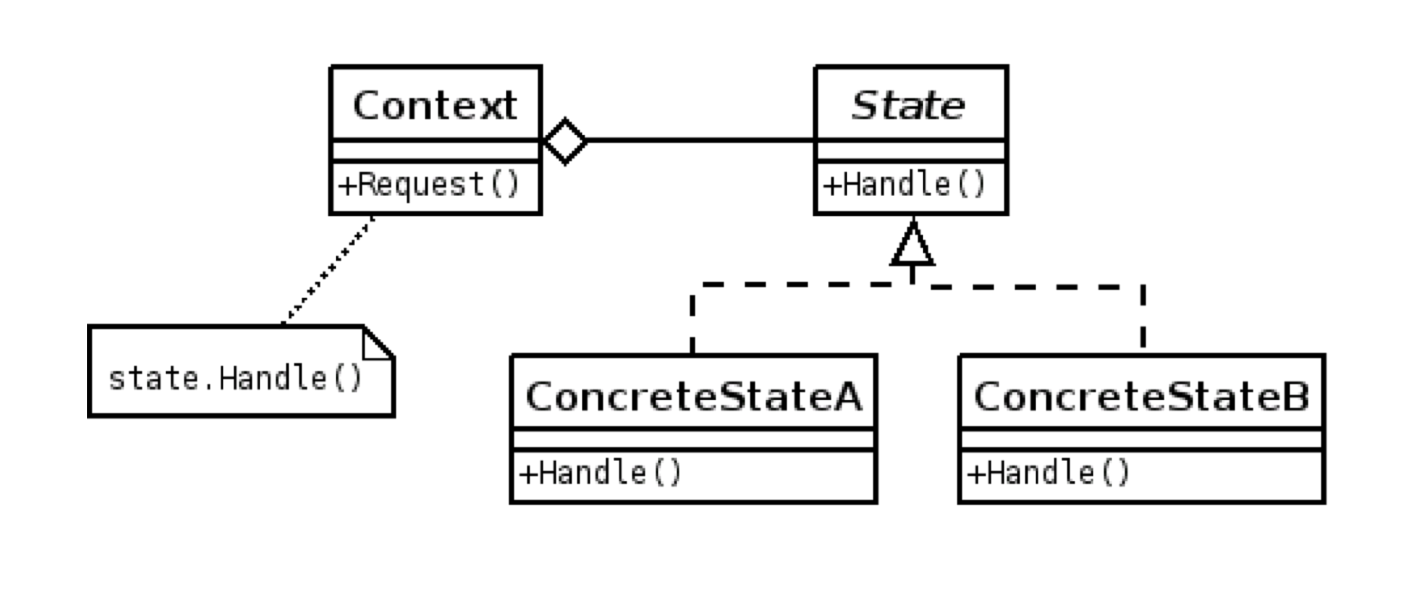 Context
+Request()
State
+Handle()
state.Handle()
ConcreteStateA
+Handle()
ConcreteStateB
+Handle()